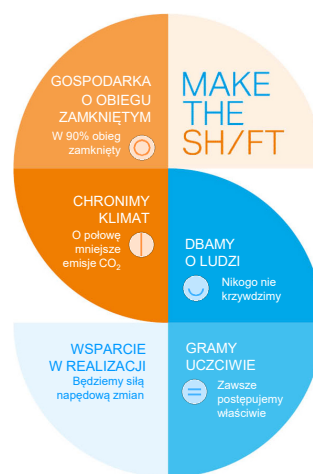 GOSPODARKA
O OBIEGU
ZAMKNIĘTYM
W 90% obieg
zamknięty
MAKE
THE
SH/FT
CHRONIMY
KLIMAT
O połowę
mniejsze
emisje CO₂
DBAMY
O LUDZI
Nikogo nie
krzywdzimy
WSPARCIE
W REALIZACJI
Będziemy siłą
napędową zmian
GRAMY
UCZCIWIE
Zawsze
postępujemy
właściwie